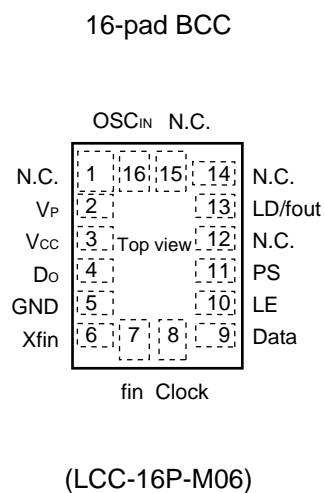 16-pad BCC
OSCIN N.C.
N.C. 1 16 15 14 N.C.
VP 2 13 LD/fout
VCC 3 Top view 12 N.C.
DO 4 11 PS
GND 5 10 LE
Xfin 6 7 8 9 Data
fin Clock
(LCC-16P-M06)